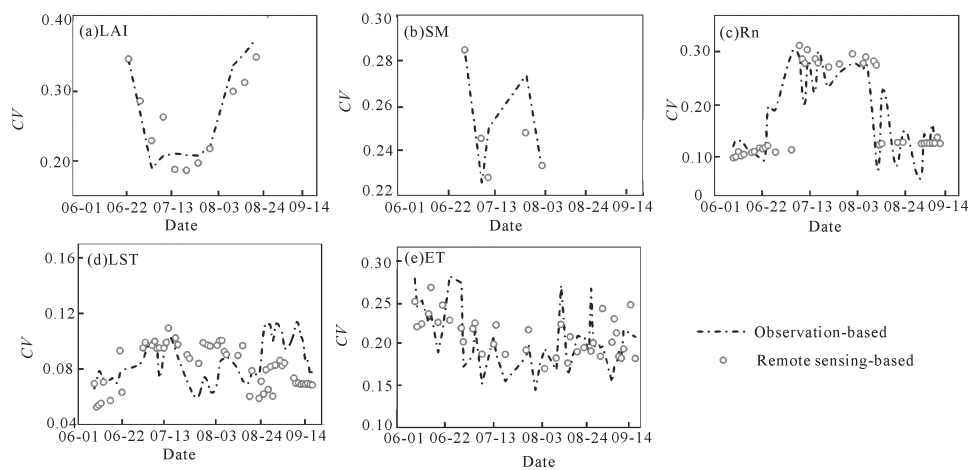 (a)LAI
CV
0.40
0.30
0.20
06-01 06-22 07-13 08-03 08-24 09-14
Date
(b)SM
CV
0.28
0.26
0.24
0.22
06-01 06-22 07-13 08-03 08-24 09-14
Date
(c)Rn
CV
0.30
0.20
0.10
0
06-01 06-22 07-13 08-03 08-24 09-14
Date
(d)LST
CV
0.16
0.12
0.08
0.04
06-01 06-22 07-13 08-03 08-24 09-14
Date
(e)ET
CV
0.30
0.25
0.20
0.15
0.10
06-01 06-22 07-13 08-03 08-24 09-14
Date
Observation-based
Remote sensing-based